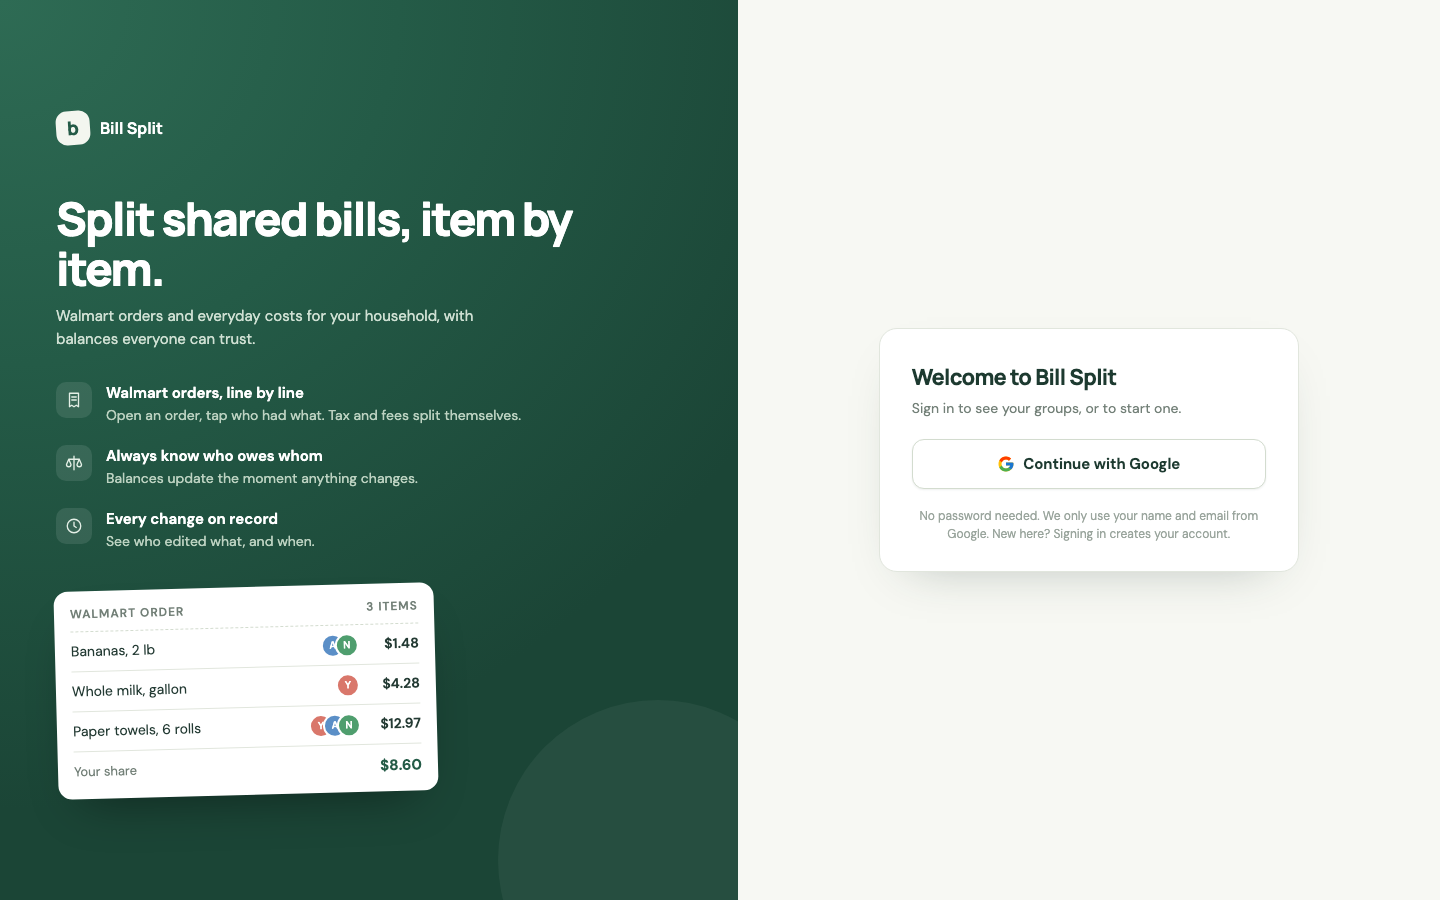 b
Bill Split
Split shared bills, item by
item.
Walmart orders and everyday costs for your household, with
balances everyone can trust.
Walmart orders, line by line
Open an order, tap who had what. Tax and fees split themselves.
Always know who owes whom
Balances update the moment anything changes.
Every change on record
See who edited what, and when.
WALMART ORDER 3 ITEMS
Bananas, 2 lb A N $1.48
Whole milk, gallon Y $4.28
Paper towels, 6 rolls Y A N $12.97
Your share $8.60
Welcome to Bill Split
Sign in to see your groups, or to start one.
Continue with Google
No password needed. We only use your name and email from
Google. New here? Signing in creates your account.